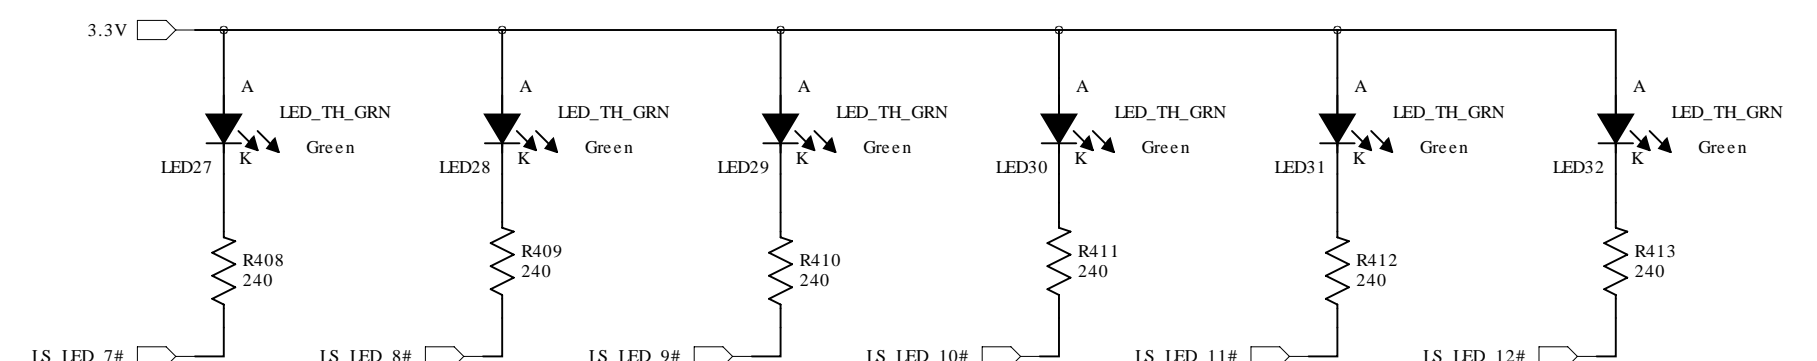 3.3V
A A A A A A
LED_TH_GRN LED_TH_GRN LED_TH_GRN LED_TH_GRN LED_TH_GRN LED_TH_GRN
Green Green Green Green Green Green
K K K K K K
LED27 LED28 LED29 LED30 LED31 LED32
R408 R409 R410 R411 R412 R413
240 240 240 240 240 240
LS_LED_7# LS_LED_8# LS_LED_9# LS_LED_10# LS_LED_11# LS_LED_12#